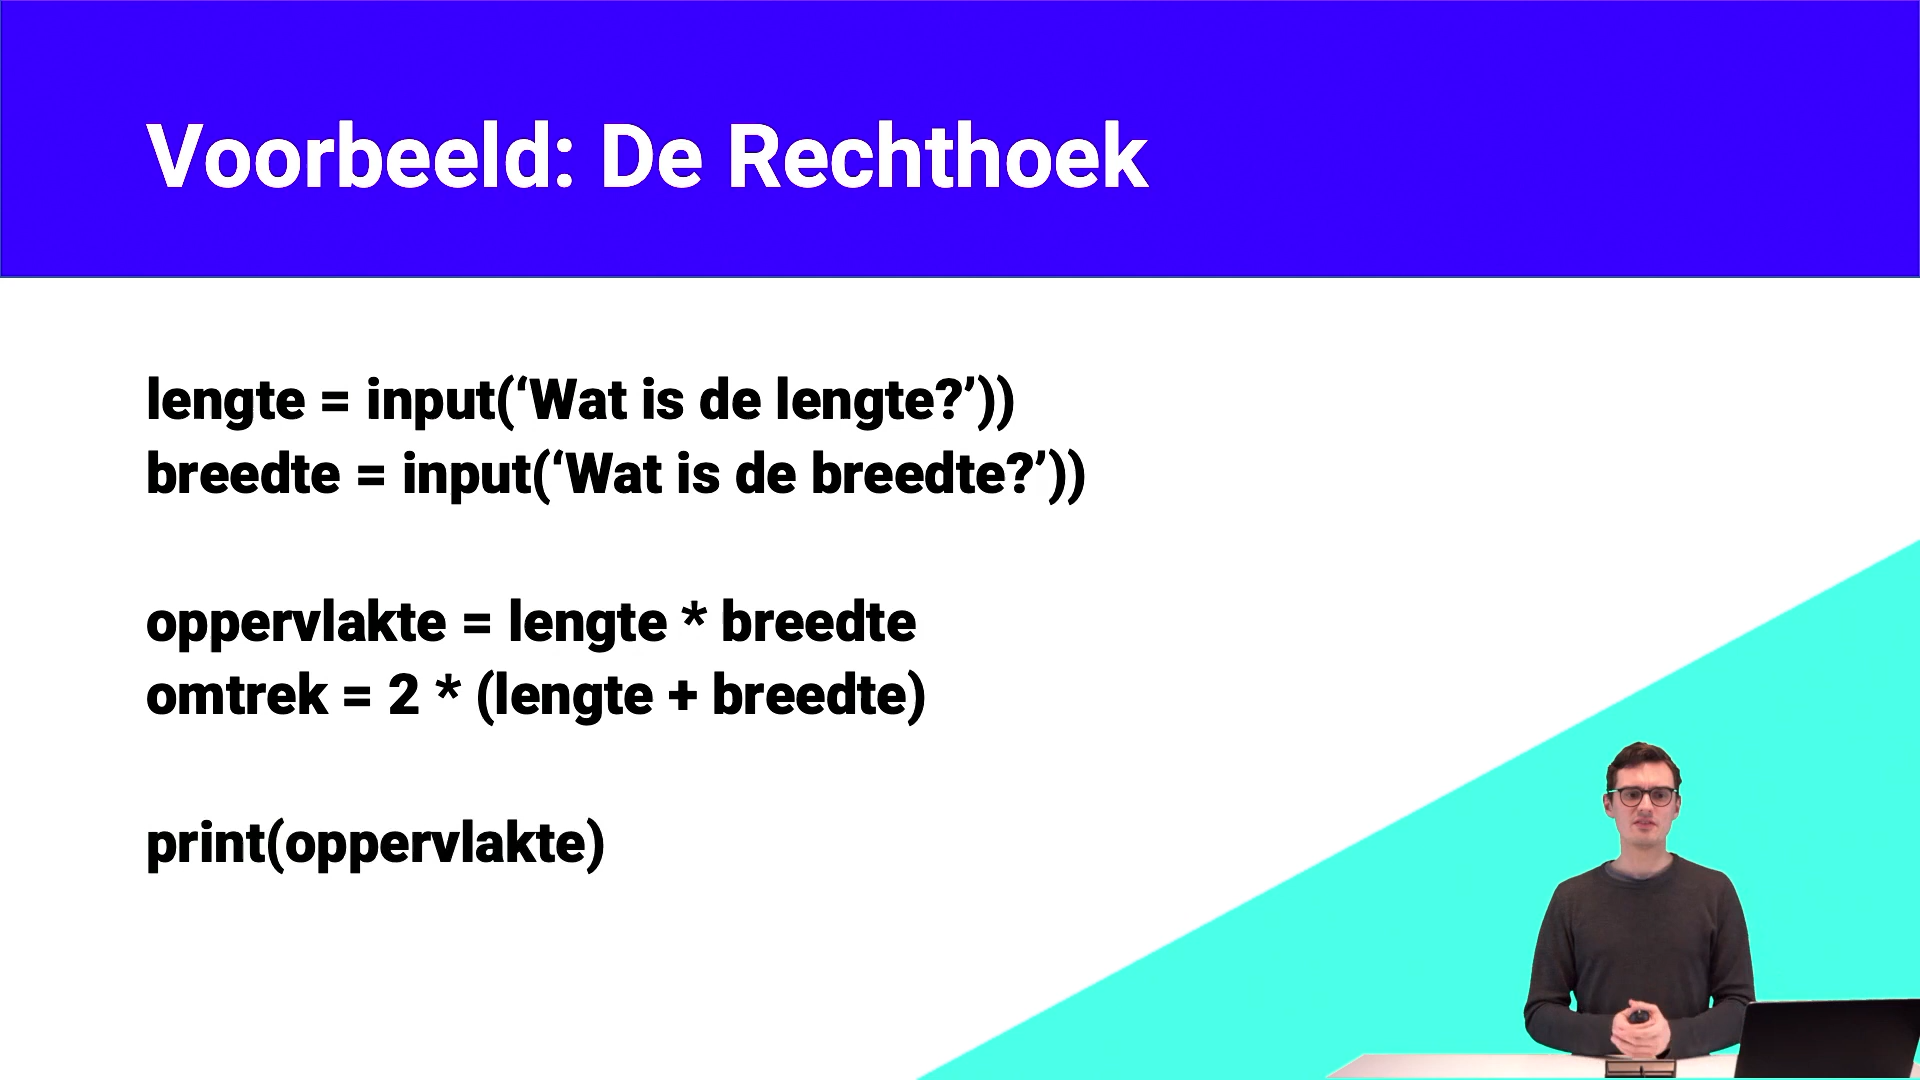 Voorbeeld: De Rechthoek
lengte = input(‘Wat is de lengte?’))
breedte = input(‘Wat is de breedte?’))
oppervlakte = lengte * breedte
omtrek = 2 * (lengte + breedte)
print(oppervlakte)